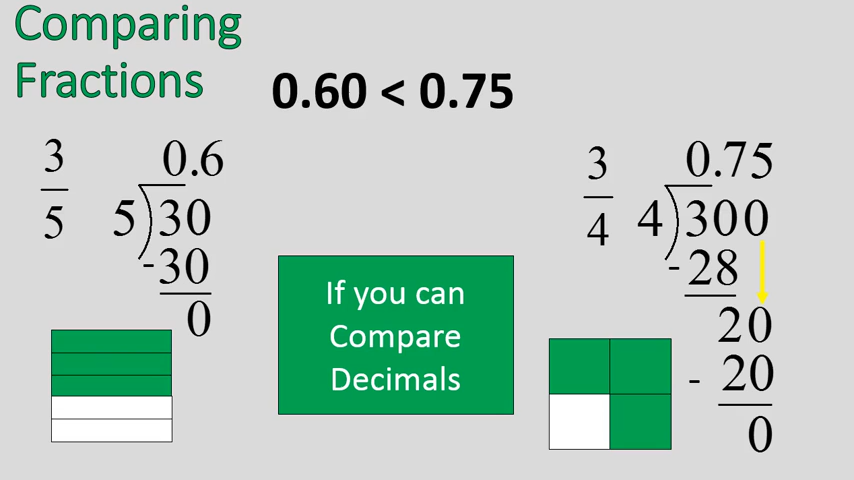 Comparing
Fractions
0.60 < 0.75
3
5
0.6
5)30
-30
0
3
4
0.75
4)300
-28
20
- 20
0
If you can
Compare
Decimals